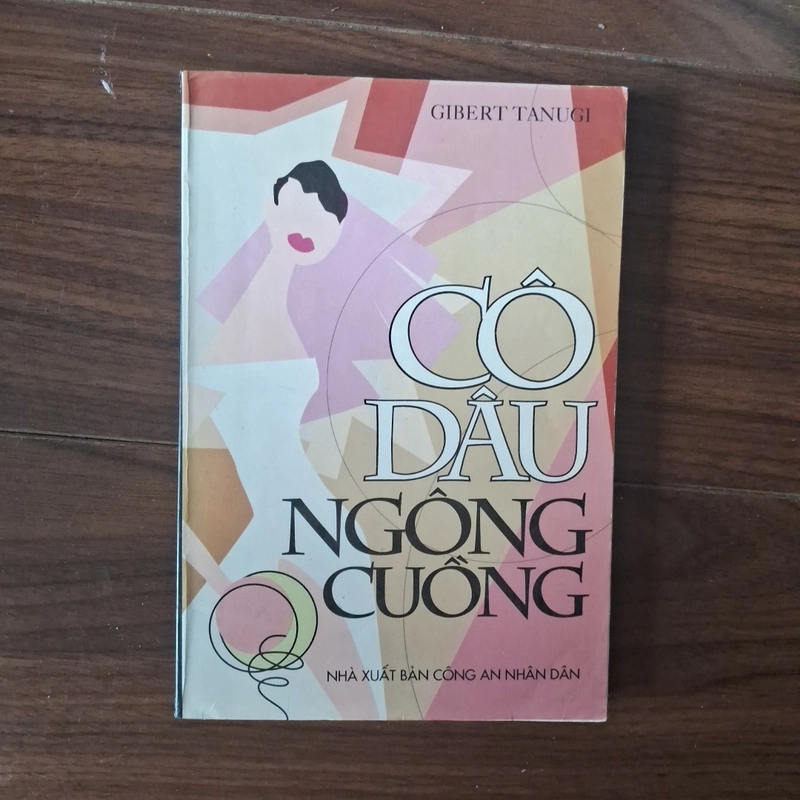 GIBERT TANUGI
CÔ
DÂU
NGÔNG
CUỒNG
NHÀ XUẤT BẢN CÔNG AN NHÂN DÂN